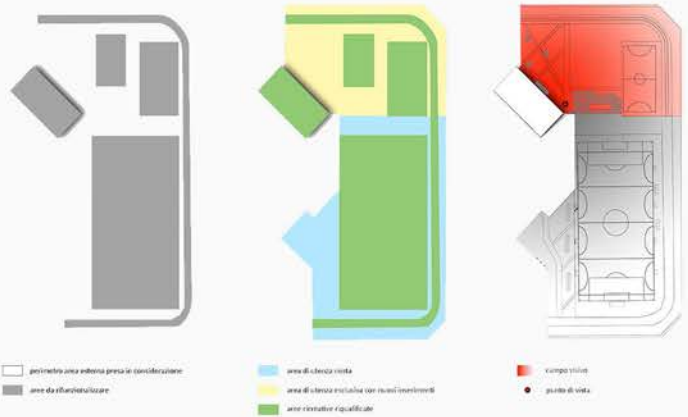 perimetro area esterna presa in considerazione
aree da rifunzionalizzare
area di utenza mista
area di utenza esclusiva con nuovi inserimenti
aree ricreative riqualificate
campo visivo
punto di vista